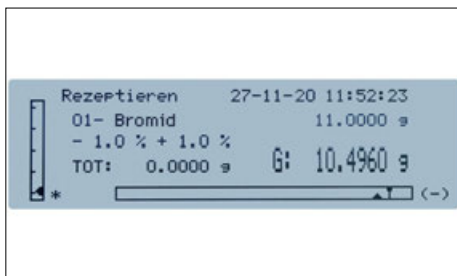 Rezeptieren 27-11-20 11:52:23
01- Bromid 11.0000 g
- 1.0 % + 1.0 %
TOT: 0.0000 g G: 10.4960 g
* (-)